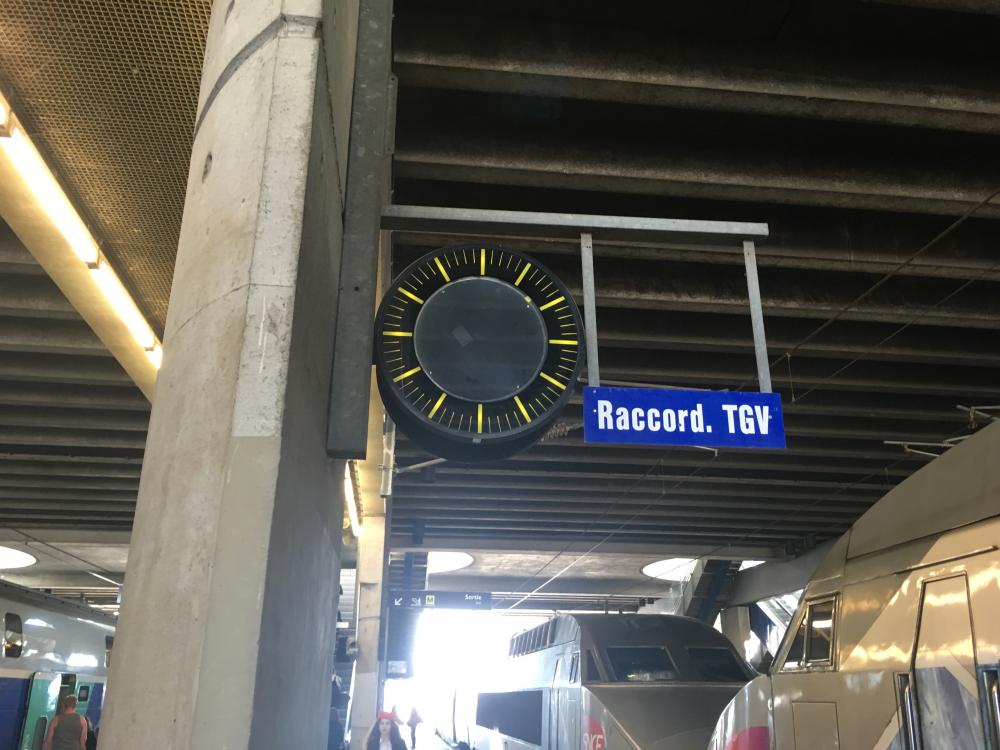 Raccord. TGV
M Sortie